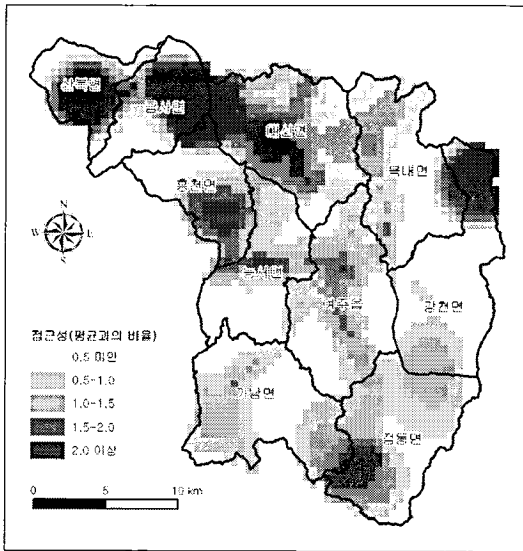 산북면
금사면
대신면
북내면
흥천면
N
W E
S
능서면
여주읍
강천면
접근성(평균과의 비율)
0.5 미만
0.5-1.0
1.0-1.5
1.5-2.0
2.0 이상
가남면
점동면
0 5 10 km